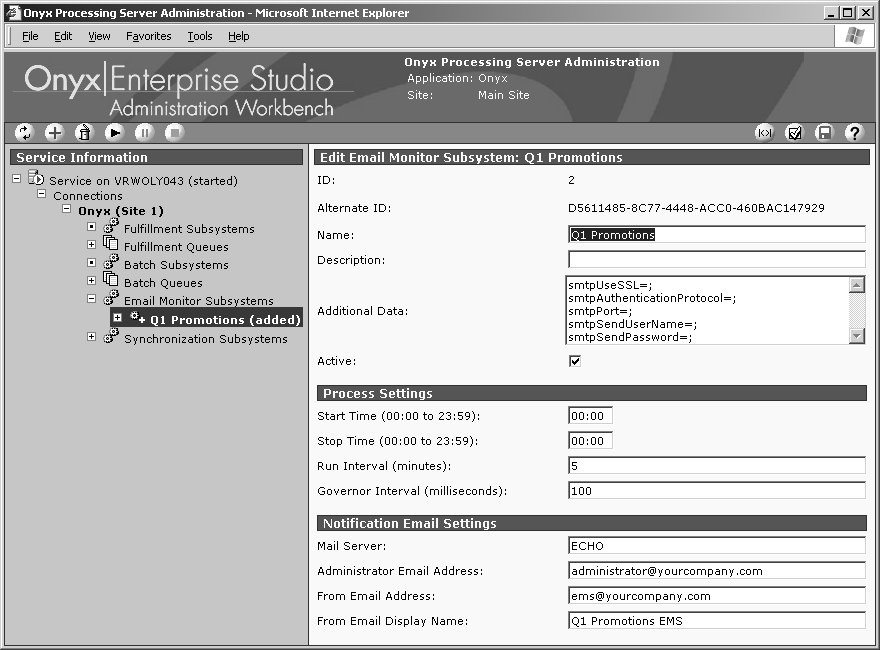 Onyx Processing Server Administration - Microsoft Internet Explorer
File Edit View Favorites Tools Help
Onyx|Enterprise Studio
Administration Workbench
Onyx Processing Server Administration
Application: Onyx
Site: Main Site
Service Information
Service on VRWOLY043 (started)
Connections
Onyx (Site 1)
Fulfillment Subsystems
Fulfillment Queues
Batch Subsystems
Batch Queues
Email Monitor Subsystems
Q1 Promotions (added)
Synchronization Subsystems
Edit Email Monitor Subsystem: Q1 Promotions
ID: 2
Alternate ID: D5611485-8C77-4448-ACC0-460BAC147929
Name: Q1 Promotions
Description:
Additional Data:
smtpUseSSL=;
smtpAuthenticationProtocol=;
smtpPort=;
smtpSendUserName=;
smtpSendPassword=;
Active:
Process Settings
Start Time (00:00 to 23:59): 00:00
Stop Time (00:00 to 23:59): 00:00
Run Interval (minutes): 5
Governor Interval (milliseconds): 100
Notification Email Settings
Mail Server: ECHO
Administrator Email Address: administrator@yourcompany.com
From Email Address: ems@yourcompany.com
From Email Display Name: Q1 Promotions EMS